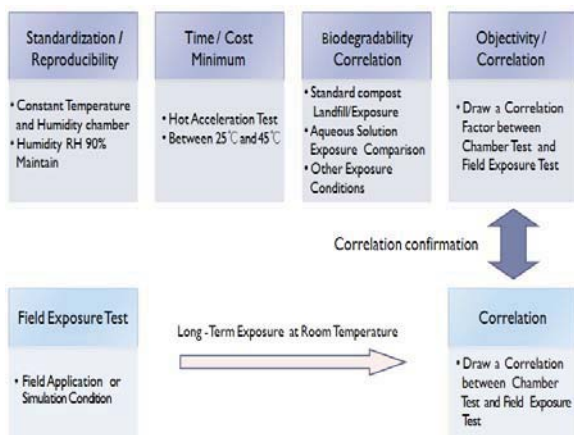 Standardization /
Reproducibility
• Constant Temperature
and Humidity chamber
• Humidity RH 90%
Maintain
Time / Cost
Minimum
• Hot Acceleration Test
• Between 25℃ and 45℃
Biodegradability
Correlation
• Standard compost
Landfill/Exposure
• Aqueous Solution
Exposure Comparison
• Other Exposure
Conditions
Objectivity /
Correlation
• Draw a Correlation
Factor between
Chamber Test and
Field Exposure Test
Correlation confirmation
Field Exposure Test
• Field Application or
Simulation Condition
Long -Term Exposure at Room Temperature
Correlation
• Draw a Correlation
between Chamber
Test and Field Exposure
Test